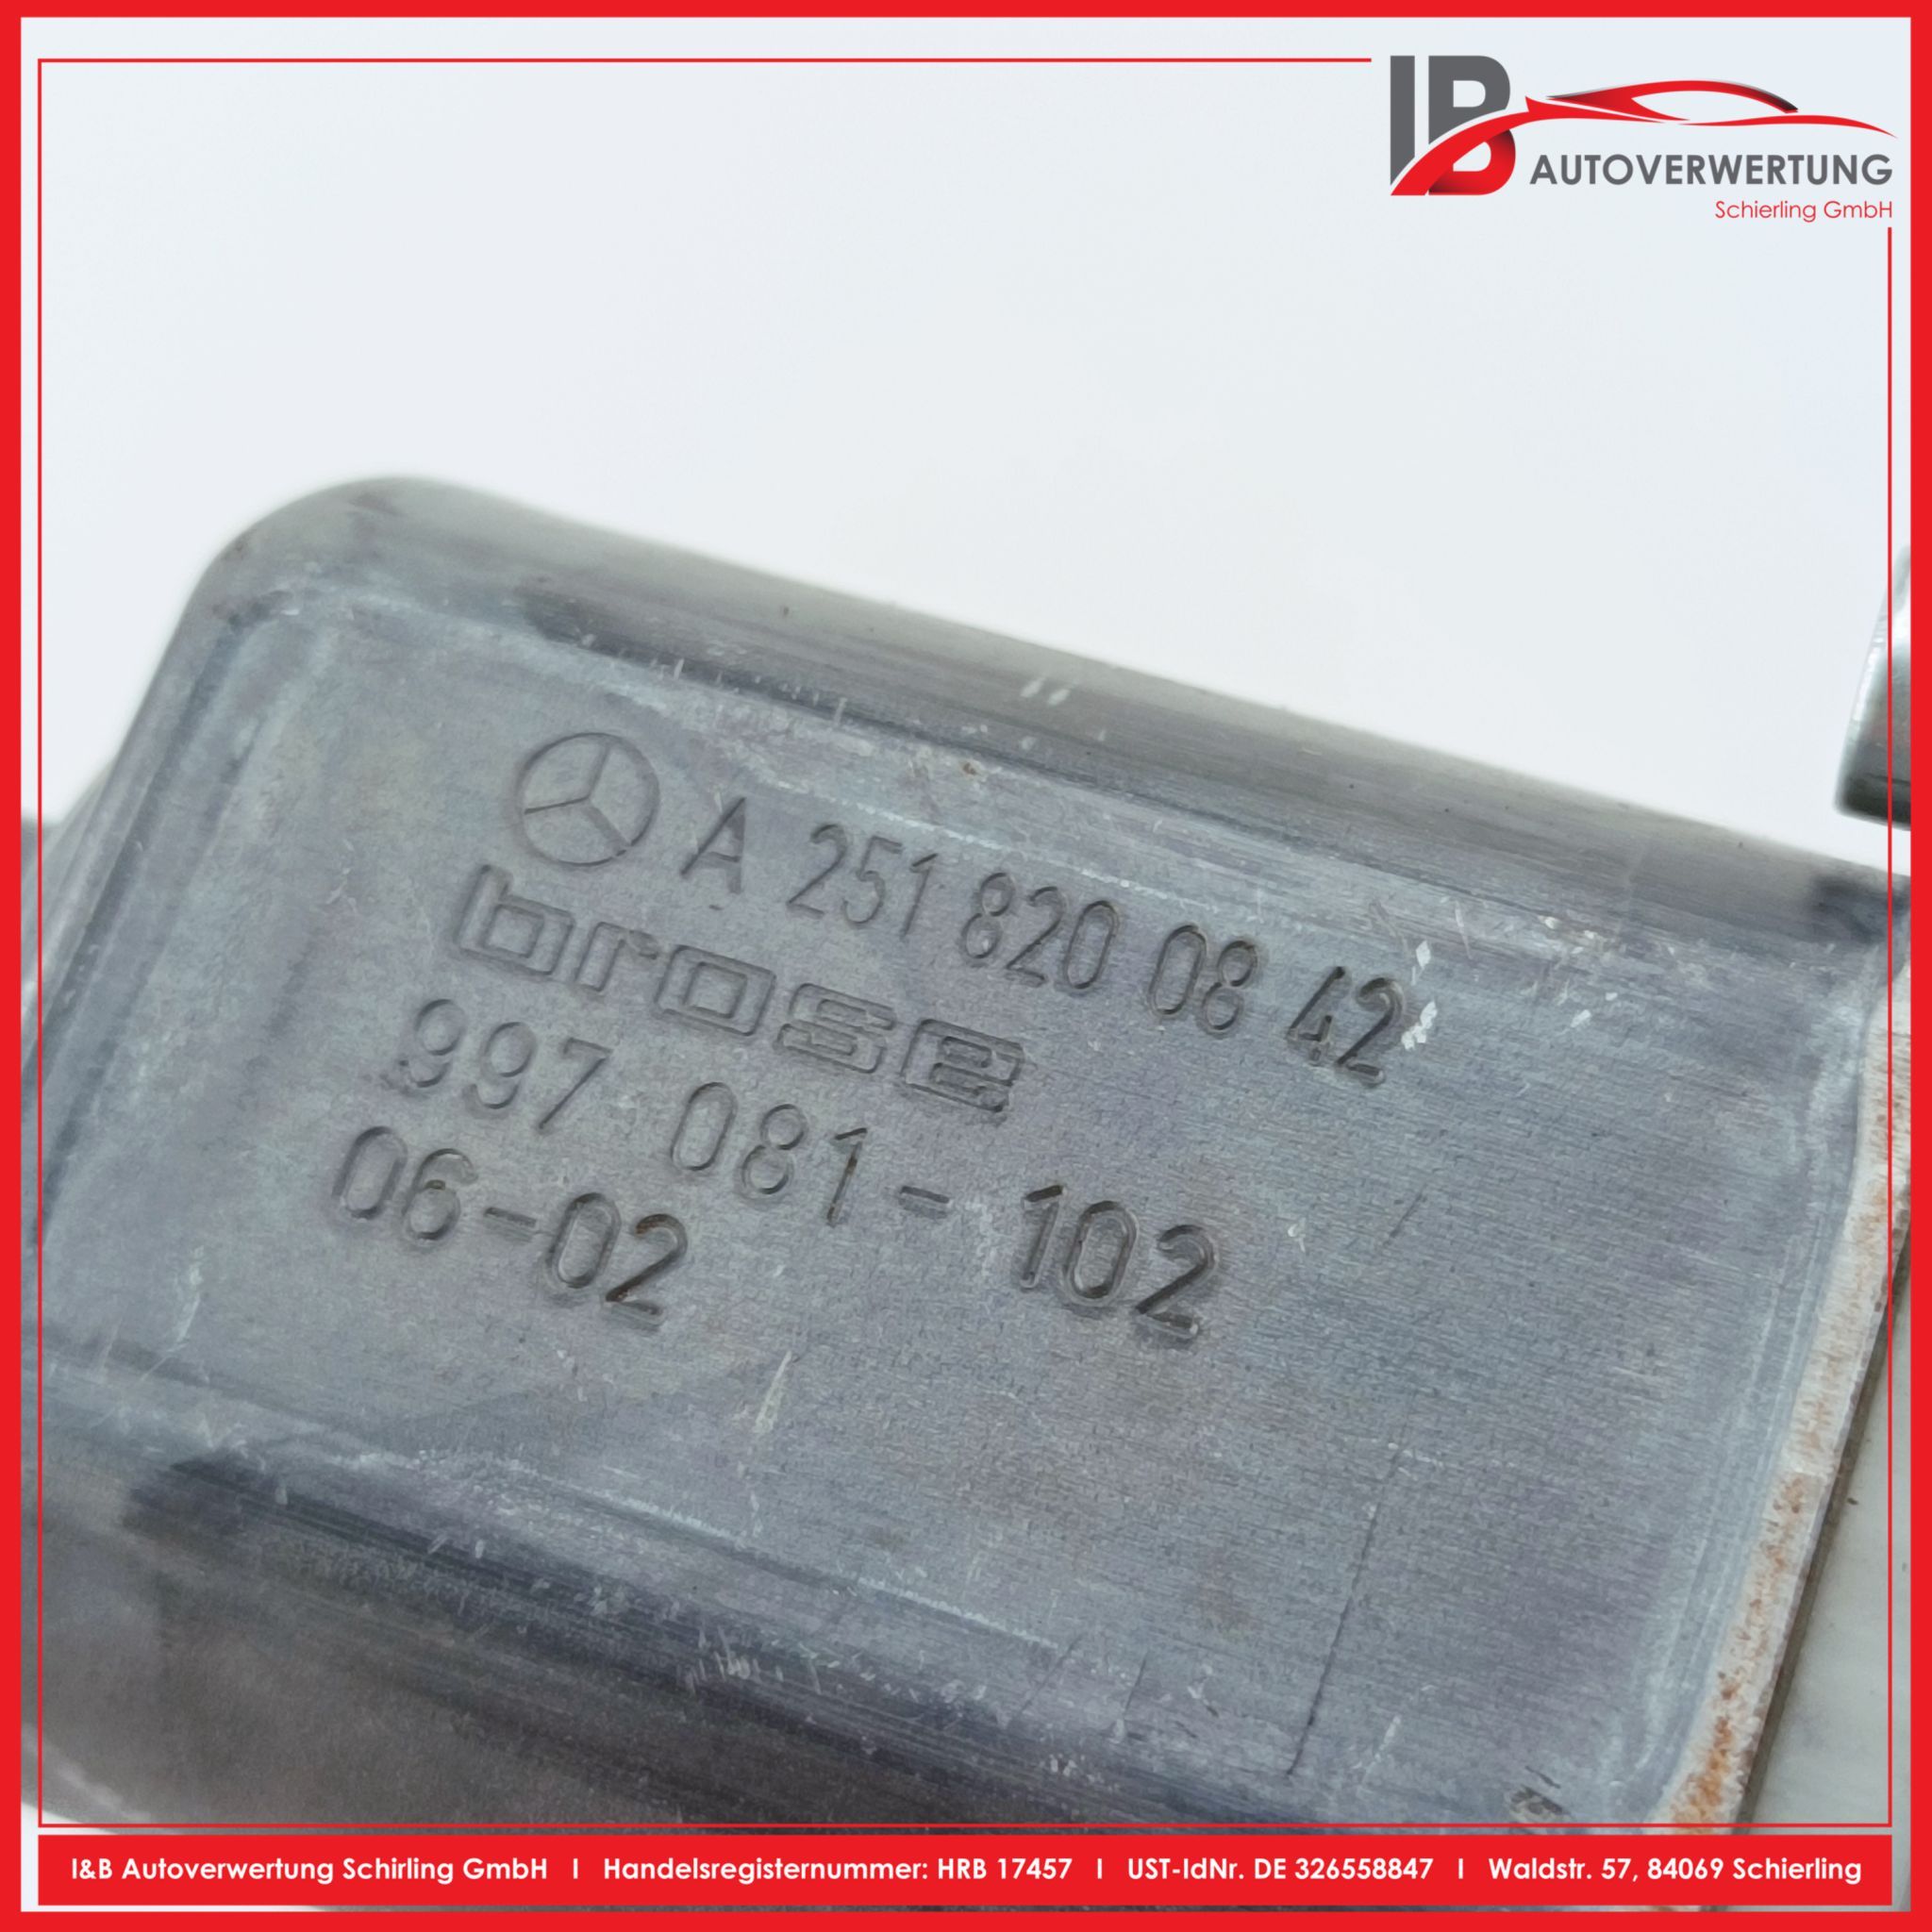 IB AUTOVERWERTUNG
Schierling GmbH
A 251 820 08 42
brose
997 081-102
06-02
I&B Autoverwertung Schirling GmbH | Handelsregisternummer: HRB 17457 | UST-IdNr. DE 326558847 | Waldstr. 57, 84069 Schierling